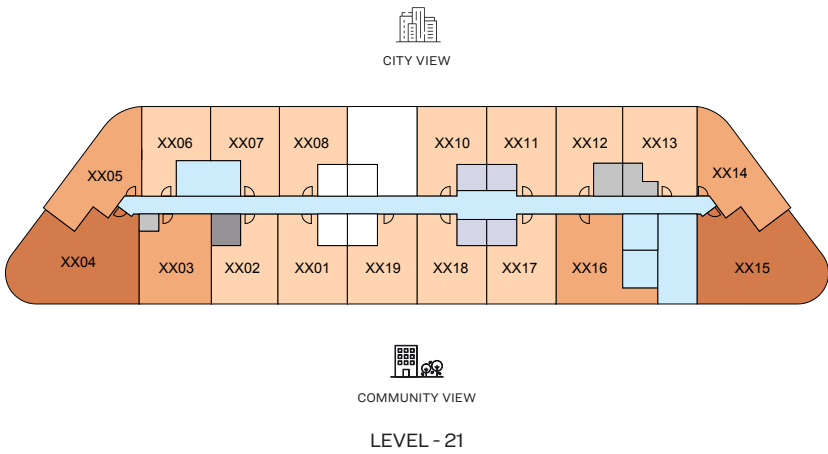 CITY VIEW
XX06 XX07 XX08 XX10 XX11 XX12 XX13
XX05 XX14
XX04 XX03 XX02 XX01 XX19 XX18 XX17 XX16 XX15
COMMUNITY VIEW
LEVEL - 21